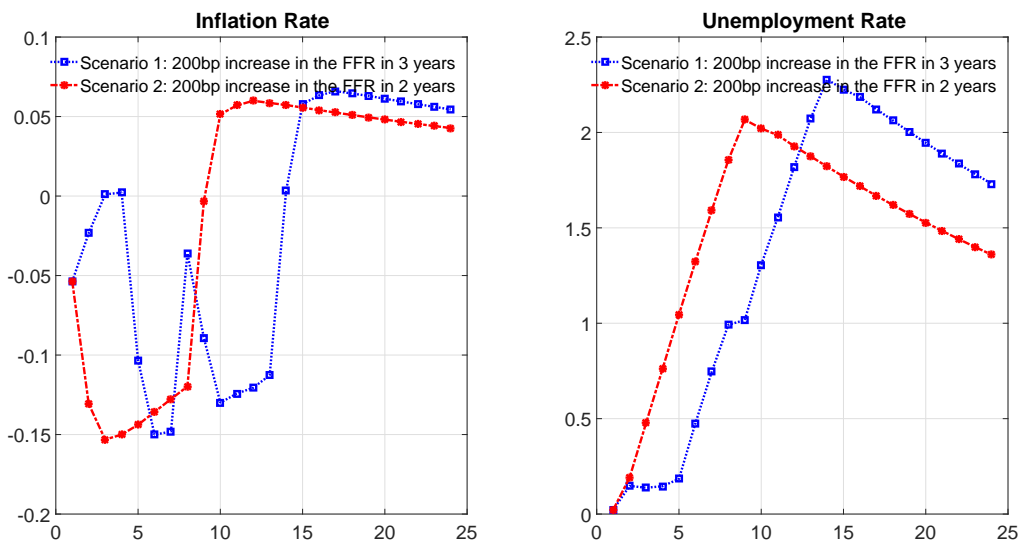 Inflation Rate
0.1
Scenario 1: 200bp increase in the FFR in 3 years
Scenario 2: 200bp increase in the FFR in 2 years
0.05
0
-0.05
-0.1
-0.15
-0.2
0 5 10 15 20 25
Unemployment Rate
2.5
Scenario 1: 200bp increase in the FFR in 3 years
Scenario 2: 200bp increase in the FFR in 2 years
2
1.5
1
0.5
0
0 5 10 15 20 25